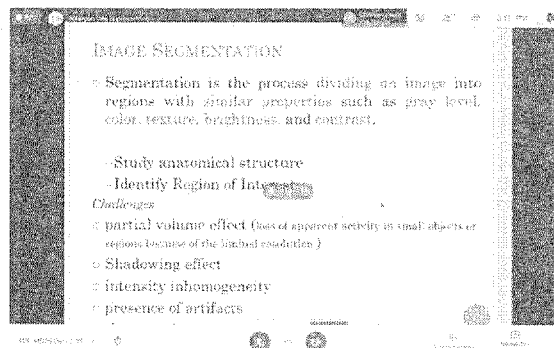 IMAGE SEGMENTATION
Segmentation is the process dividing an image into
regions with similar properties such as gray level,
color, texture, brightness, and contrast.
-Study anatomical structure
-Identify Region of Interest
Challenges
partial volume effect (loss of apparent activity in small objects or
regions because of the limited resolution)
Shadowing effect
intensity inhomogeneity
presence of artifacts